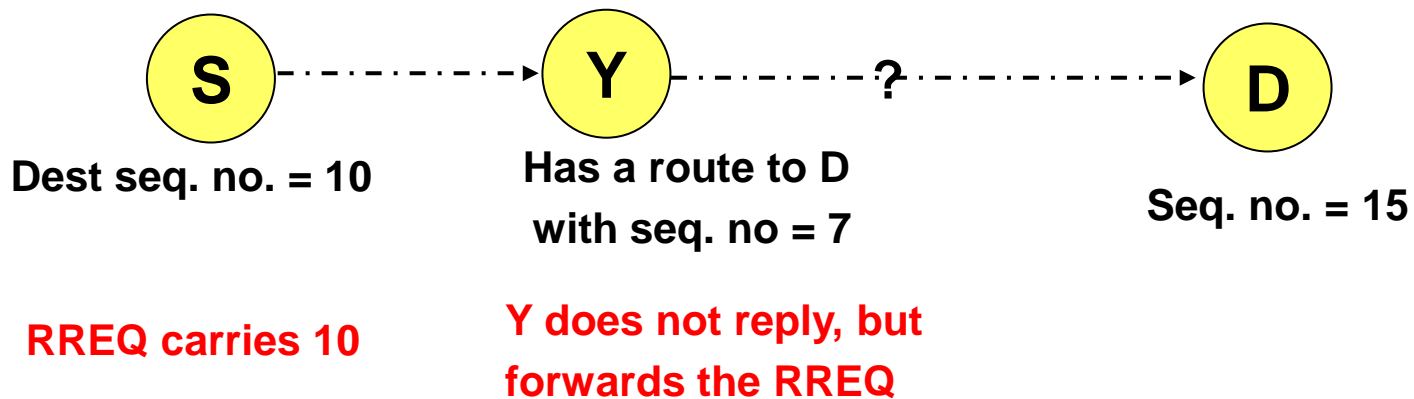 S
Y
?
D
Dest seq. no. = 10
Has a route to D
with seq. no = 7
Seq. no. = 15
RREQ carries 10
Y does not reply, but
forwards the RREQ